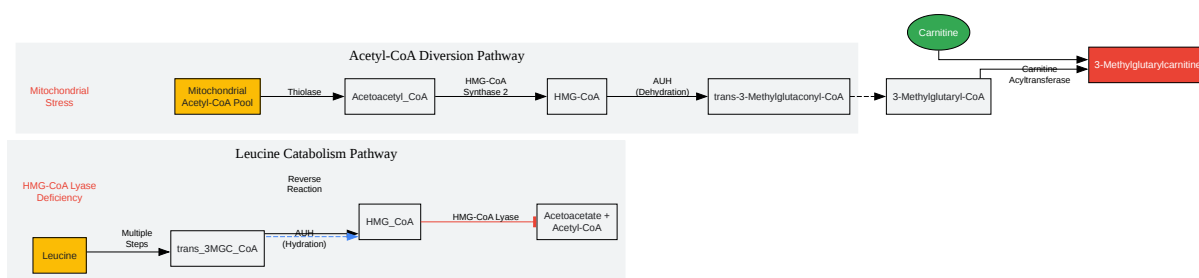 Carnitine
Acetyl-CoA Diversion Pathway
Mitochondrial
Stress
Mitochondrial
Acetyl-CoA Pool
Thiolase
Acetoacetyl_CoA
HMG-CoA
Synthase 2
HMG-CoA
AUH
(Dehydration)
trans-3-Methylglutaconyl-CoA
3-Methylglutaryl-CoA
Carnitine
Acyltransferase
3-Methylglutarylcarnitine
Leucine Catabolism Pathway
HMG-CoA Lyase
Deficiency
Reverse
Reaction
Leucine
Multiple
Steps
trans_3MGC_CoA
AUH
(Hydration)
HMG_CoA
HMG-CoA Lyase
Acetoacetate +
Acetyl-CoA